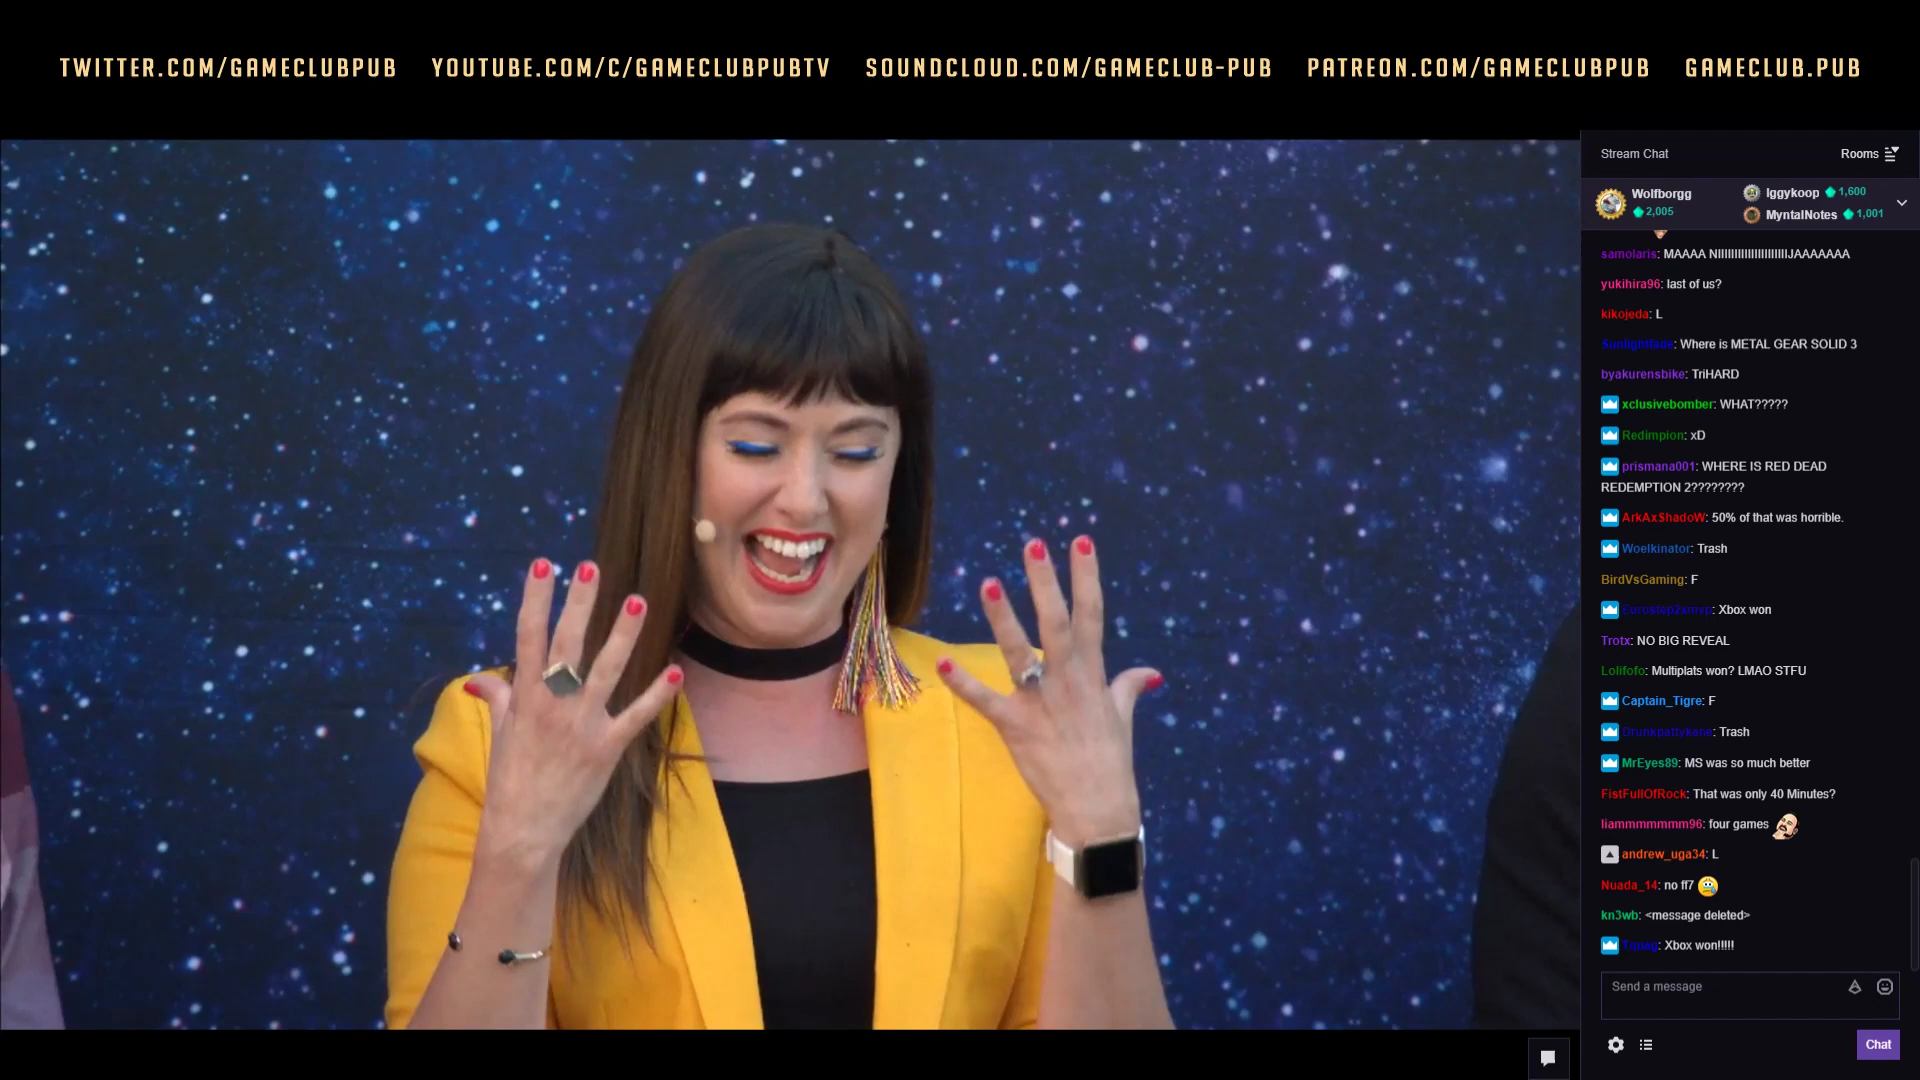 TWITTER.COM/GAMECLUBPUB YOUTUBE.COM/C/GAMECLUBPUBTV SOUNDCLOUD.COM/GAMECLUB-PUB PATREON.COM/GAMECLUBPUB GAMECLUB.PUB
Stream Chat Rooms
Wolfborgg 2,005
Iggykoop 1,600
MyntalNotes 1,001
samolaris: MAAAA NIIIIIIIIIIIIIIIIIIIIIJAAAAAAA
yukihira96: last of us?
kikojeda: L
Sunlightfade: Where is METAL GEAR SOLID 3
byakurensbike: TriHARD
xclusivebomber: WHAT?????
Redimpion: xD
prismana001: WHERE IS RED DEAD
REDEMPTION 2????????
ArkAxShadoW: 50% of that was horrible.
Woelkinator: Trash
BirdVsGaming: F
Eurostep2xmvp: Xbox won
Trotx: NO BIG REVEAL
Lolifofo: Multiplats won? LMAO STFU
Captain_Tigre: F
Drunkpattykane: Trash
MrEyes89: MS was so much better
FistFullOfRock: That was only 40 Minutes?
liammmmmmm96: four games
andrew_uga34: L
Nuada_14: no ff7
kn3wb: <message deleted>
: Xbox won!!!!!
Send a message
Chat